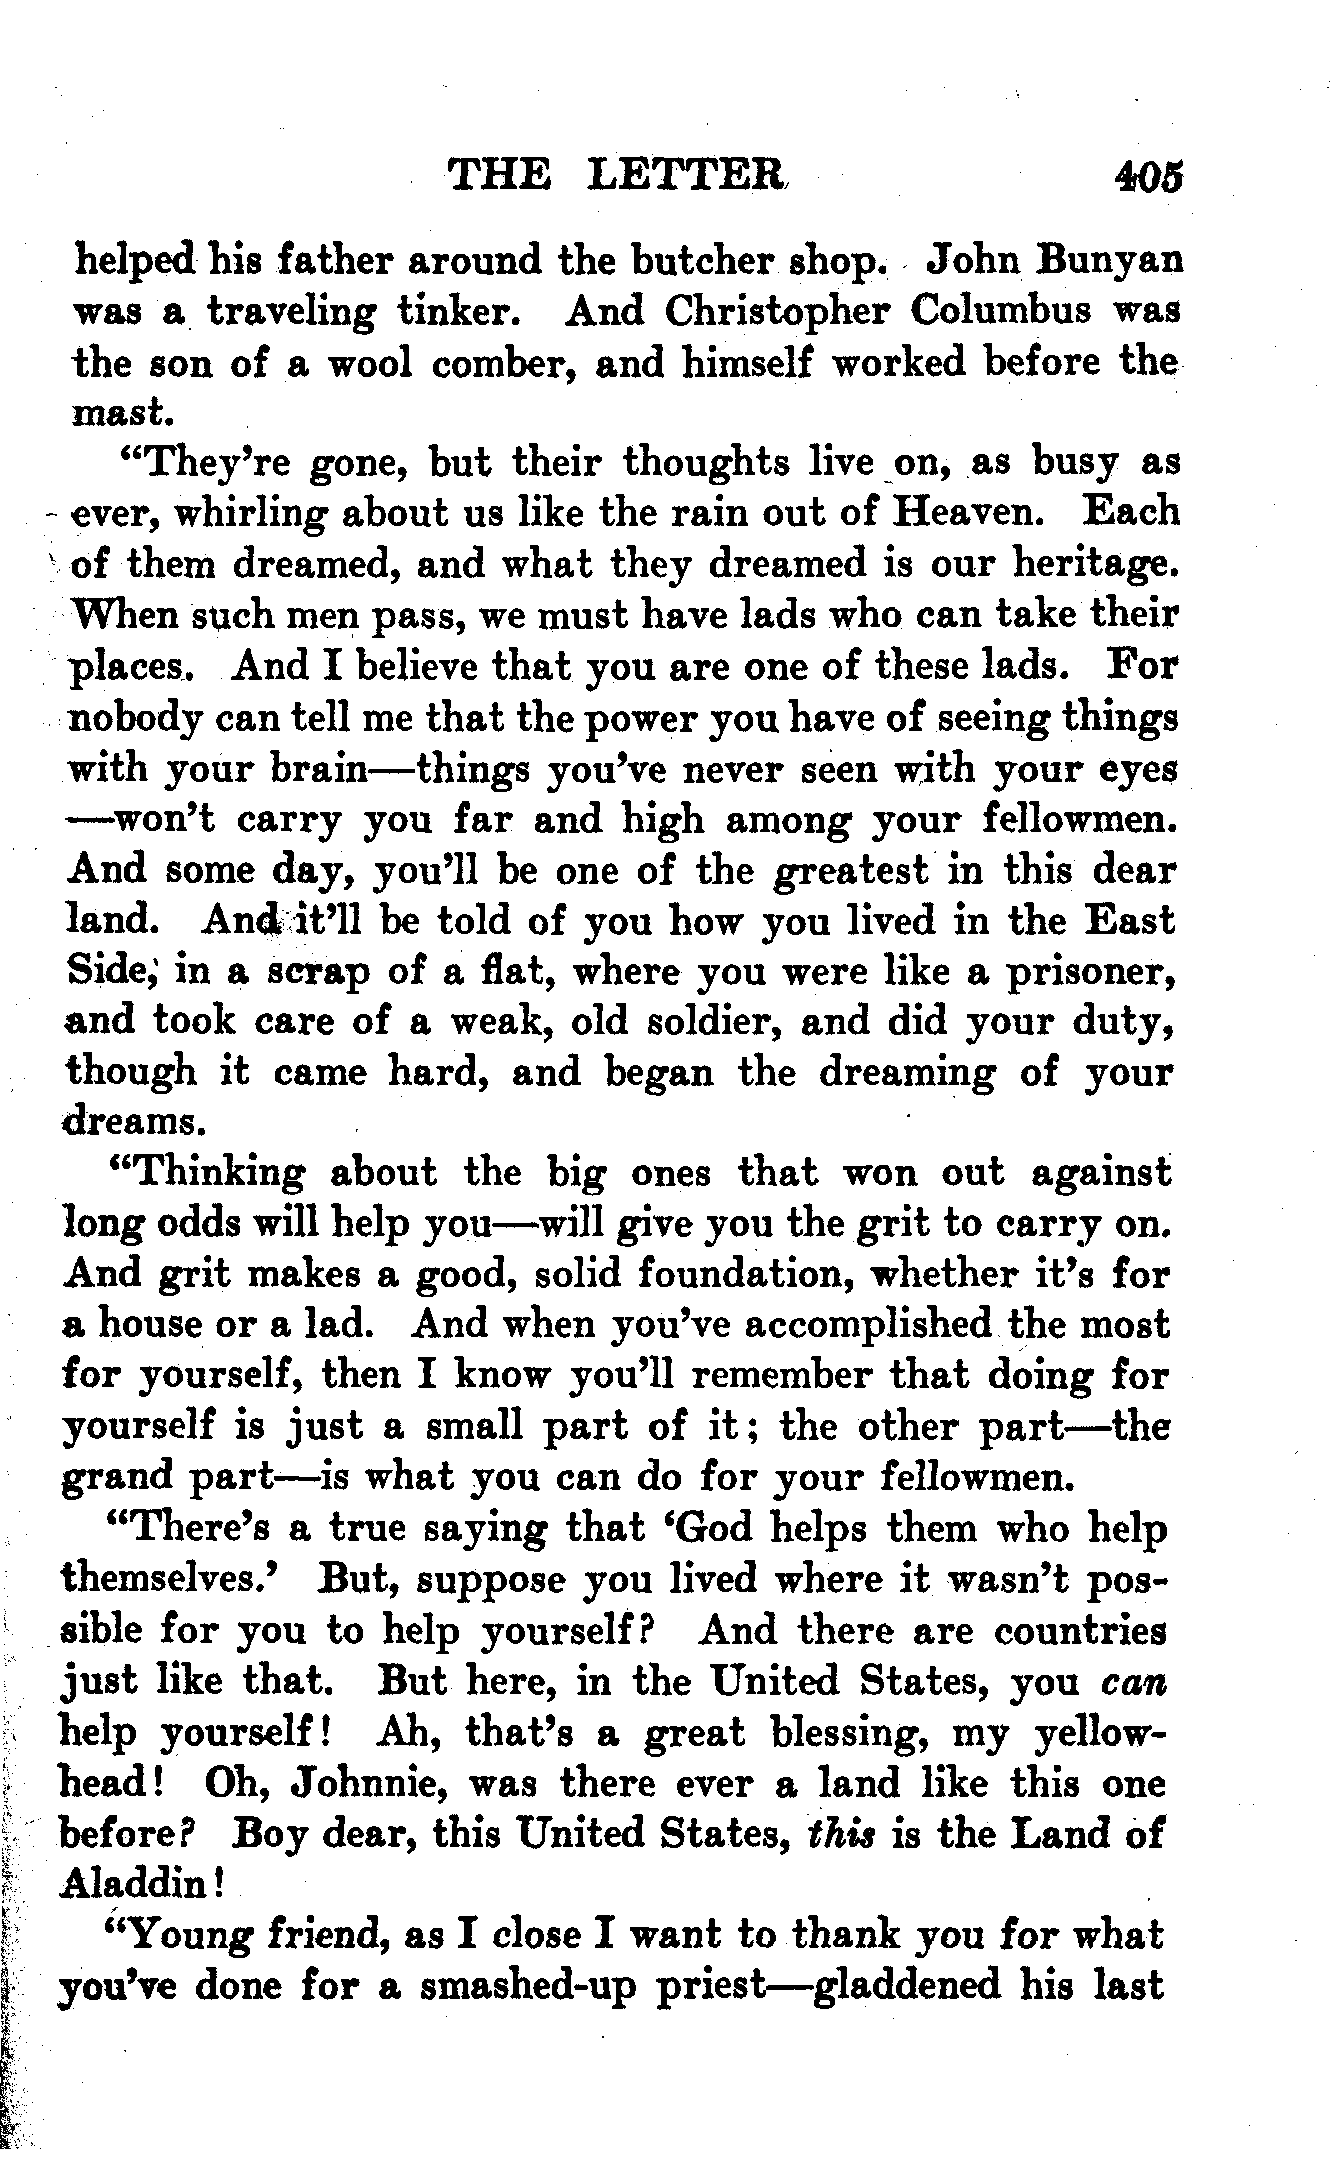 THE LETTER 405
helped his father around the butcher shop. John Bunyan
was a traveling tinker. And Christopher Columbus was
the son of a wool comber, and himself worked before the
mast.
“They’re gone, but their thoughts live on, as busy as
ever, whirling about us like the rain out of Heaven. Each
of them dreamed, and what they dreamed is our heritage.
When such men pass, we must have lads who can take their
places. And I believe that you are one of these lads. For
nobody can tell me that the power you have of seeing things
with your brain—things you’ve never seen with your eyes
—won’t carry you far and high among your fellowmen.
And some day, you’ll be one of the greatest in this dear
land. And it’ll be told of you how you lived in the East
Side, in a scrap of a flat, where you were like a prisoner,
and took care of a weak, old soldier, and did your duty,
though it came hard, and began the dreaming of your
dreams.
“Thinking about the big ones that won out against
long odds will help you—will give you the grit to carry on.
And grit makes a good, solid foundation, whether it’s for
a house or a lad. And when you’ve accomplished the most
for yourself, then I know you’ll remember that doing for
yourself is just a small part of it; the other part—the
grand part—is what you can do for your fellowmen.
“There’s a true saying that ‘God helps them who help
themselves.’ But, suppose you lived where it wasn’t pos-
sible for you to help yourself? And there are countries
just like that. But here, in the United States, you can
help yourself! Ah, that’s a great blessing, my yellow-
head! Oh, Johnnie, was there ever a land like this one
before? Boy dear, this United States, this is the Land of
Aladdin!
“Young friend, as I close I want to thank you for what
you’ve done for a smashed-up priest—gladdened his last